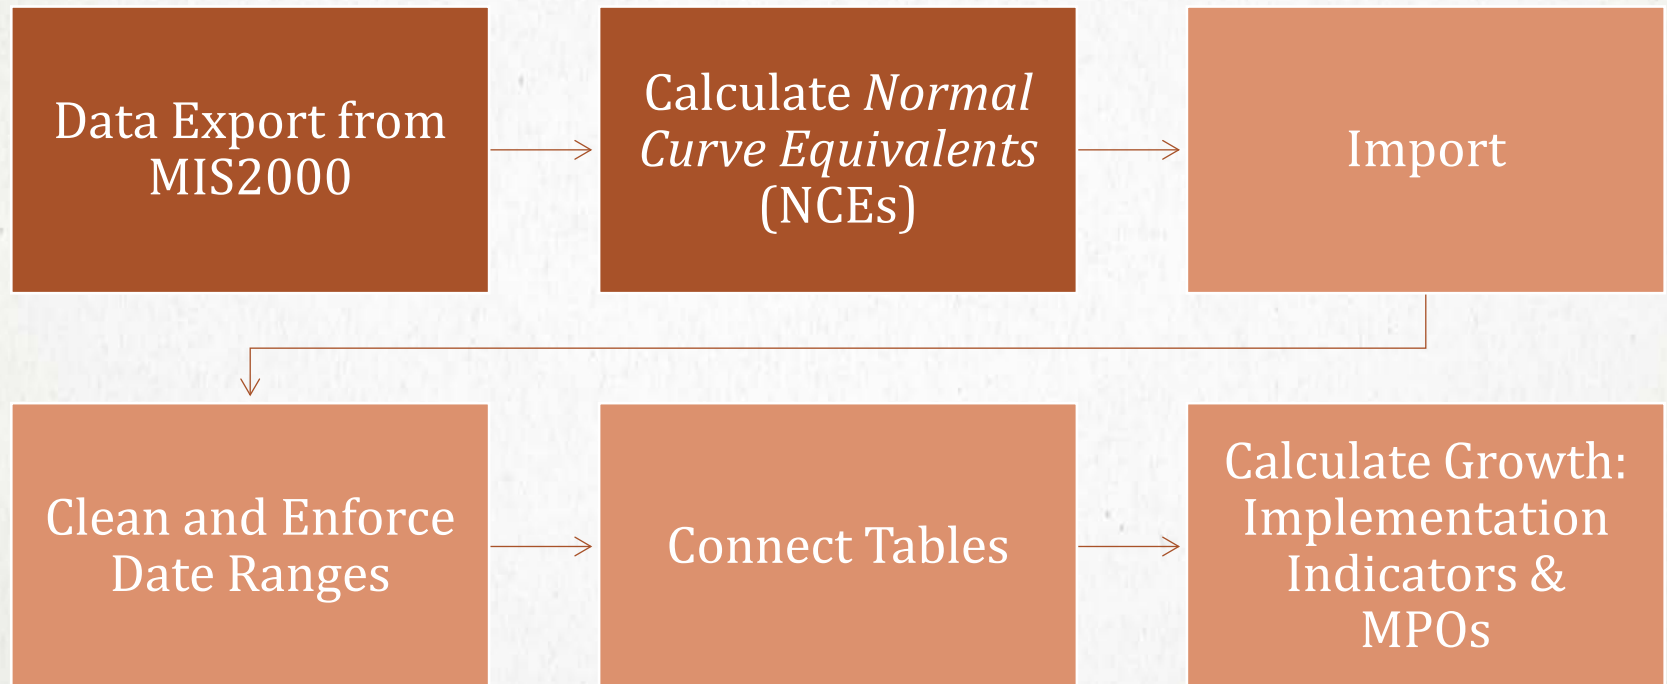 Data Export from
MIS2000
Calculate Normal
Curve Equivalents
(NCEs)
Import
Clean and Enforce
Date Ranges
Connect Tables
Calculate Growth:
Implementation
Indicators &
MPOs